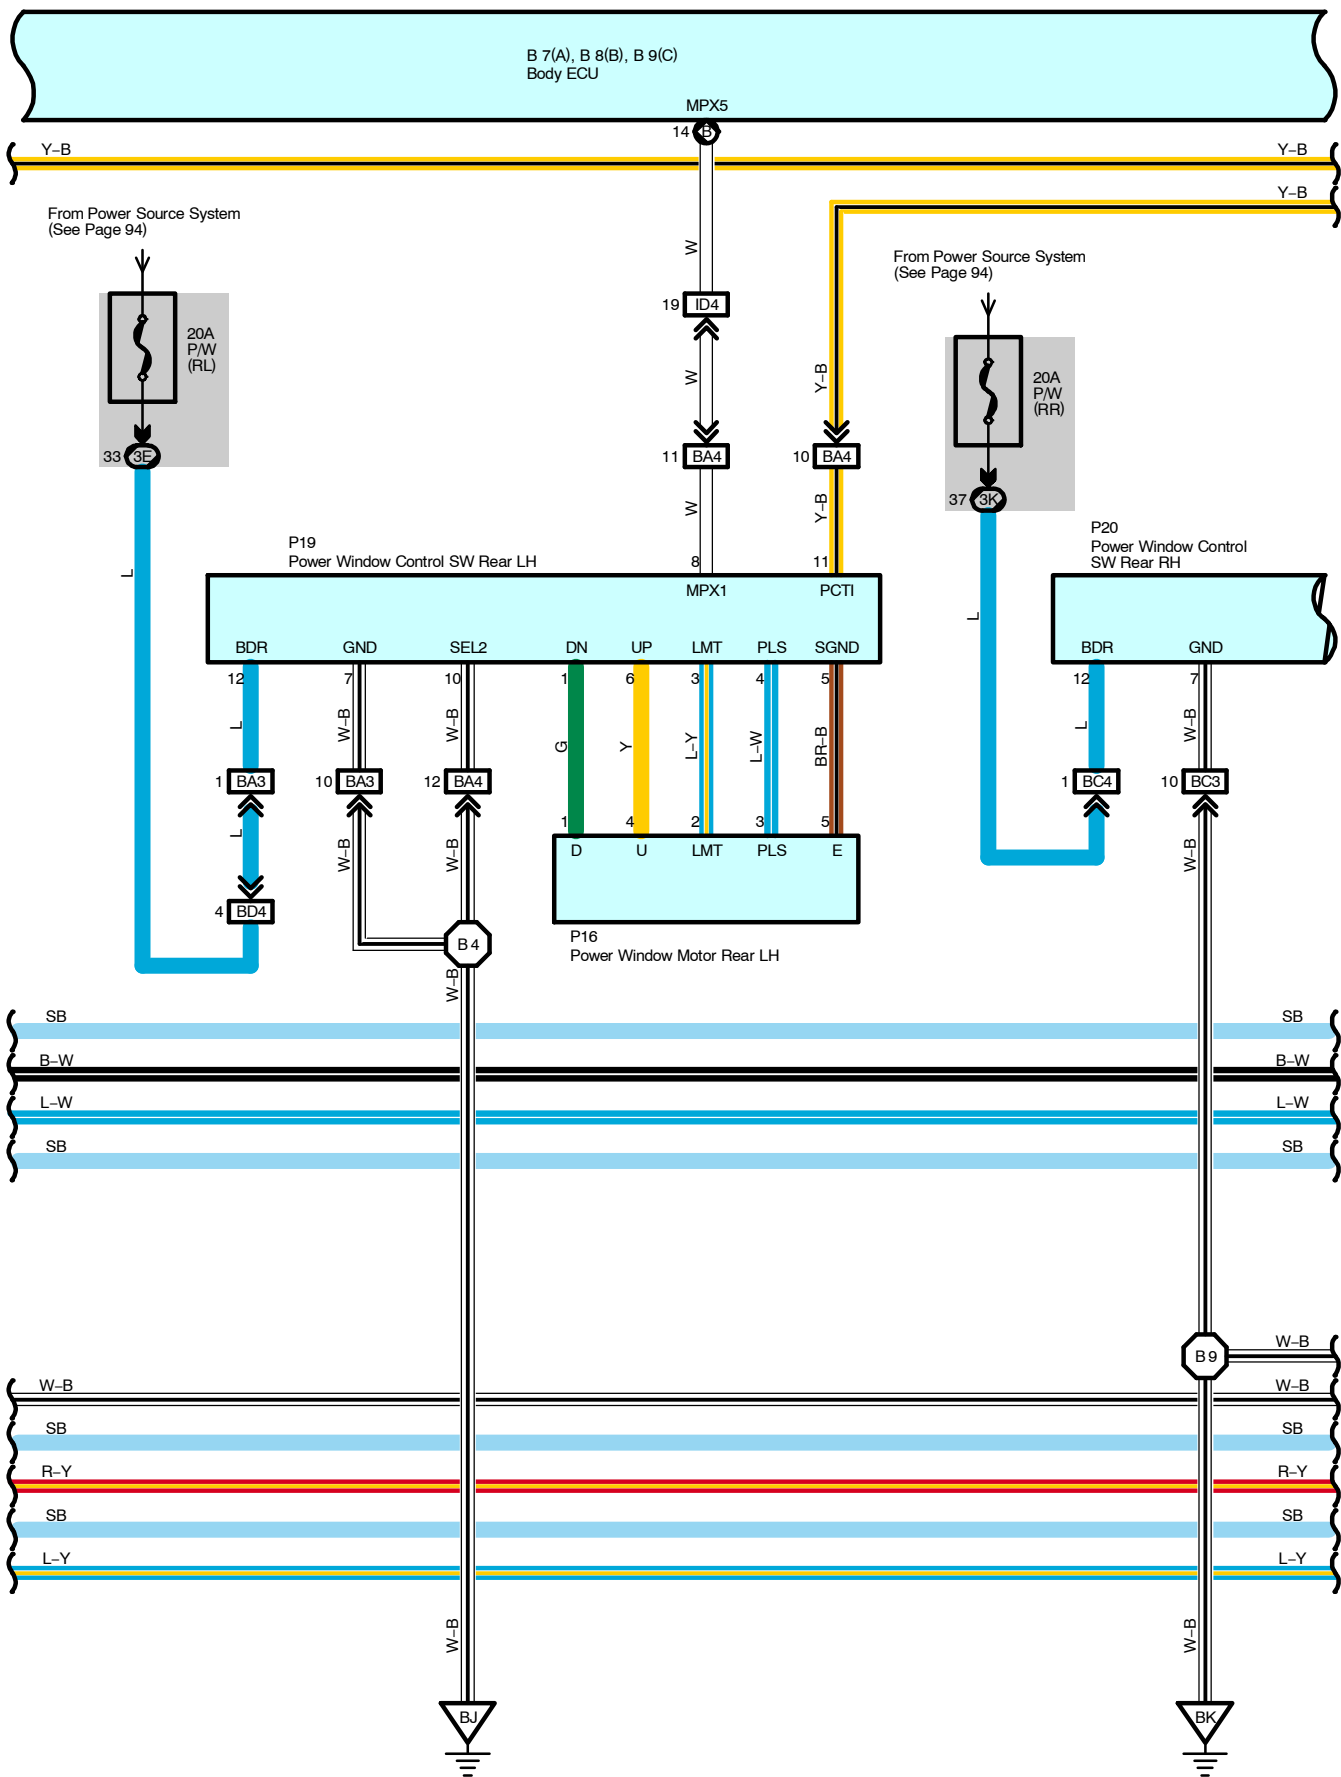 B 7(A), B 8(B), B 9(C)
Body ECU
MPX5
14 B
Y–B
Y–B
Y–B
From Power Source System
(See Page 94)
W
From Power Source System
(See Page 94)
19 ID4
20A
P/W
(RL)
W
Y–B
20A
P/W
(RR)
33 3E
11 BA4
10 BA4
37 3K
W
Y–B
P19
Power Window Control SW Rear LH
8
11
P20
Power Window Control
SW Rear RH
L
MPX1
PCTI
L
BDR
GND
SEL2
DN
UP
LMT
PLS
SGND
BDR
GND
12
7
10
1
6
3
4
5
12
7
L
W–B
W–B
G
Y
L–Y
L–W
BR–B
L
W–B
1 BA3
10 BA3
12 BA4
1 BC4
10 BC3
L
W–B
W–B
1
4
2
3
5
W–B
D
U
LMT
PLS
E
4 BD4
B 4
P16
Power Window Motor Rear LH
W–B
SB
SB
B–W
B–W
L–W
L–W
SB
SB
B 9
W–B
W–B
W–B
SB
SB
R–Y
R–Y
SB
SB
L–Y
L–Y
W–B
W–B
BJ
BK